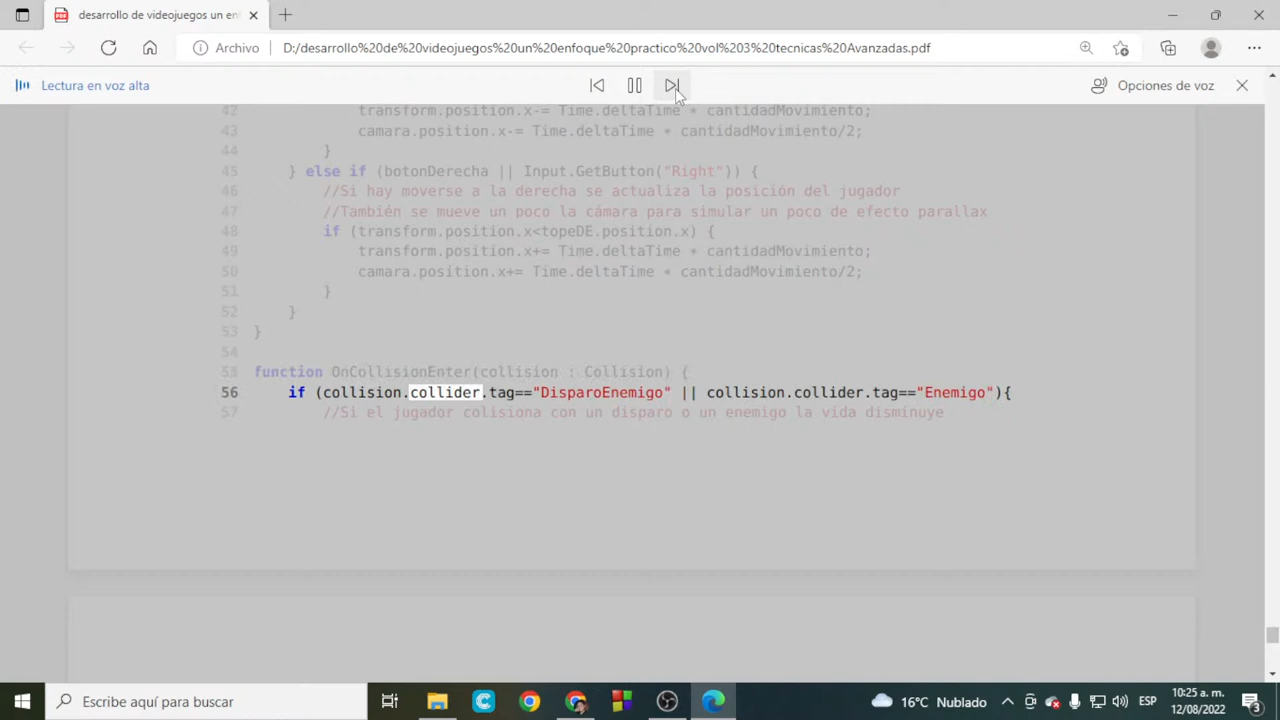 desarrollo de videojuegos un en
Archivo
D:/desarrollo%20de%20videojuegos%20un%20enfoque%20practico%20vol%203%20tecnicas%20Avanzadas.pdf
Lectura en voz alta
Opciones de voz
42 transform.position.x-= Time.deltaTime * cantidadMovimiento;
43 camara.position.x-= Time.deltaTime * cantidadMovimiento/2;
44 }
45 } else if (botonDerecha || Input.GetButton("Right")) {
46 //Si hay moverse a la derecha se actualiza la posición del jugador
47 //También se mueve un poco la cámara para simular un poco de efecto parallax
48 if (transform.position.x<topeDE.position.x) {
49 transform.position.x+= Time.deltaTime * cantidadMovimiento;
50 camara.position.x+= Time.deltaTime * cantidadMovimiento/2;
51 }
52 }
53 }
54
function OnCollisionEnter(collision : Collision) {
56 if (collision.collider.tag=="DisparoEnemigo" || collision.collider.tag=="Enemigo"){
57 //Si el jugador colisiona con un disparo o un enemigo la vida disminuye
Escribe aquí para buscar
16°C Nublado
ESP
10:25 a. m.
12/08/2022
3